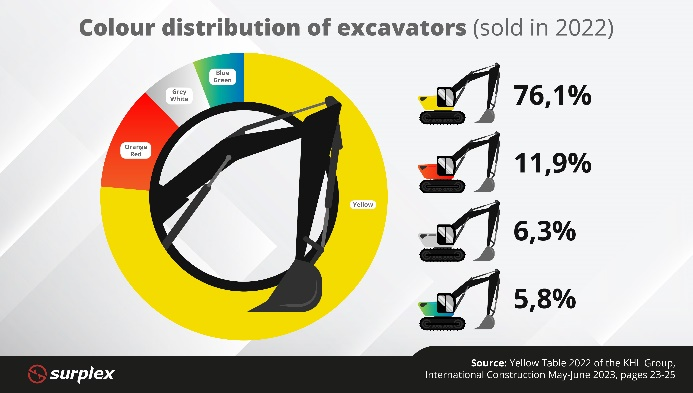 Colour distribution of excavators (sold in 2022)
Blue
Green
Grey
White
Orange
Red
Yellow
76,1%
11,9%
6,3%
5,8%
surplex
Source: Yellow Table 2022 of the KHL Group,
International Construction May-June 2023, pages 23-25